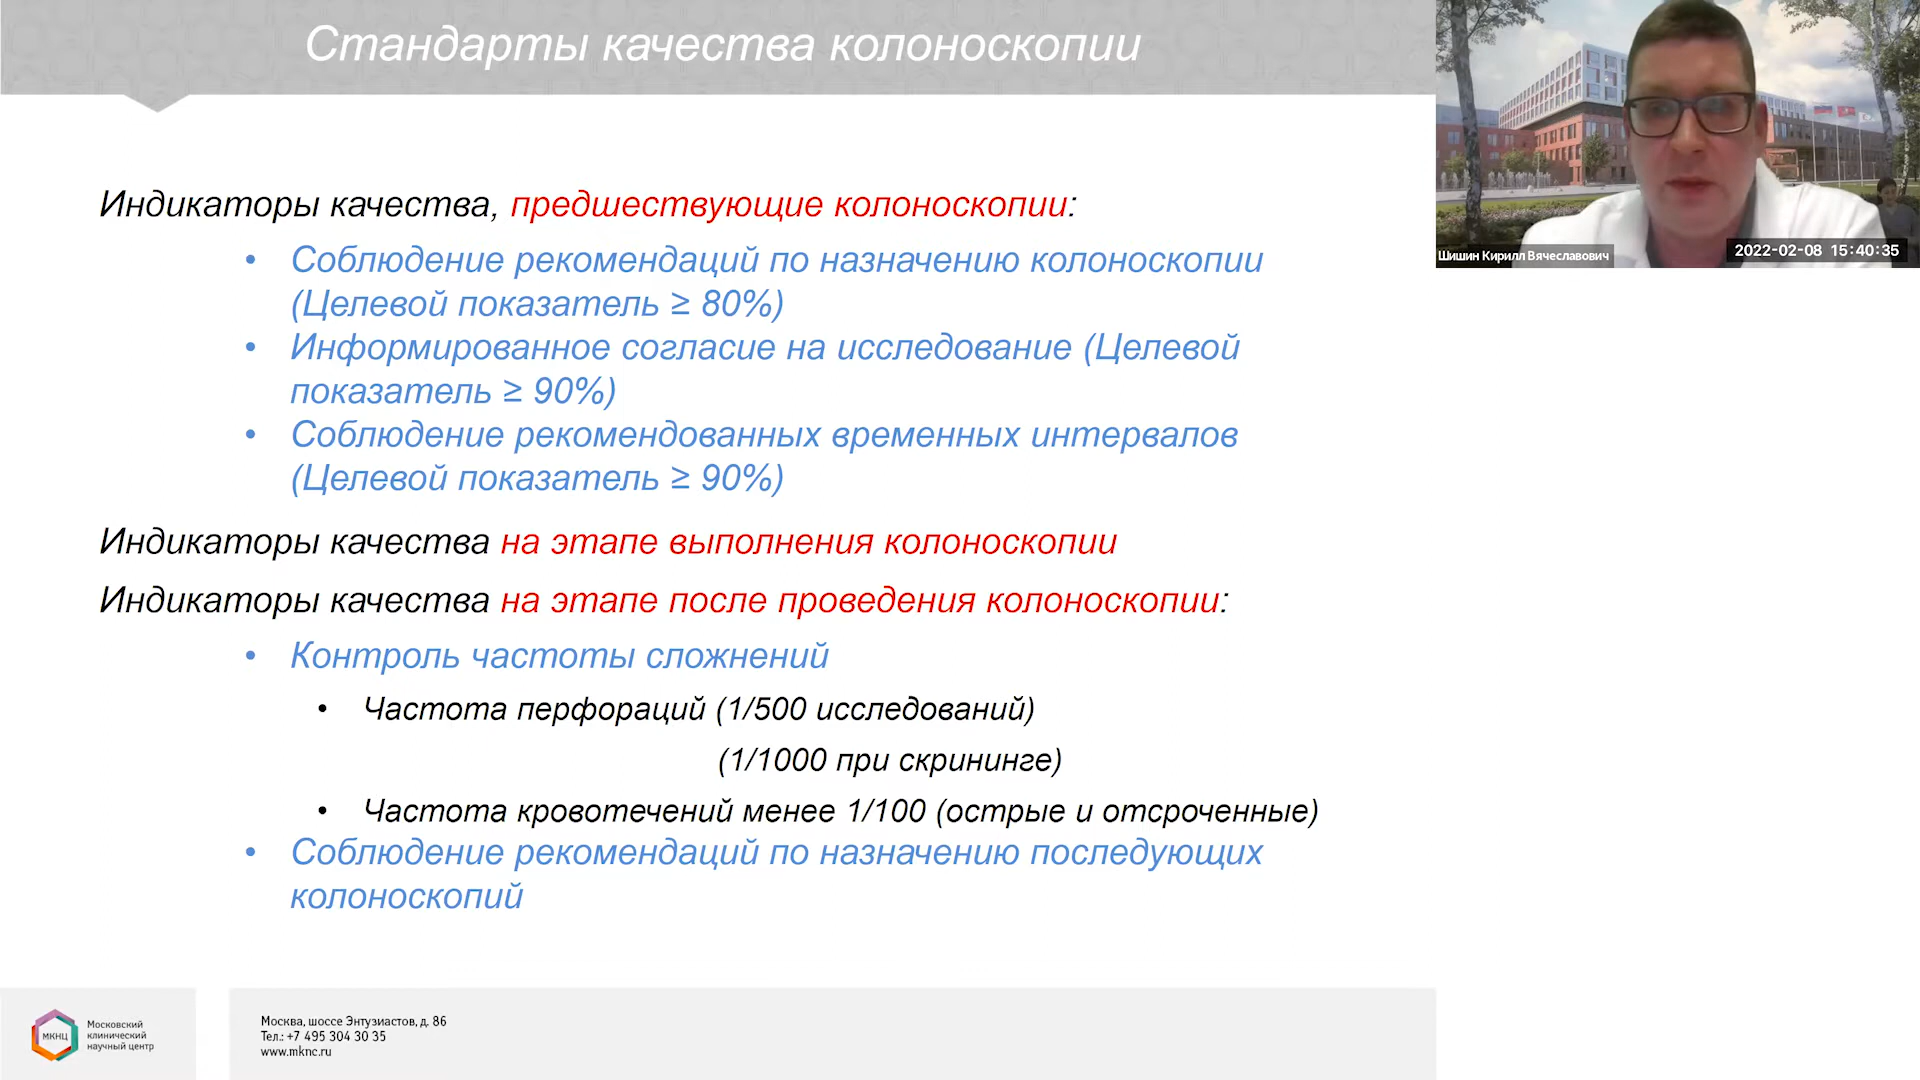 Стандарты качества колоноскопии
Шишин Кирилл Вячеславович
2022-02-08 15:40:35
Индикаторы качества, предшествующие колоноскопии:
• Соблюдение рекомендаций по назначению колоноскопии
(Целевой показатель ≥ 80%)
• Информированное согласие на исследование (Целевой
показатель ≥ 90%)
• Соблюдение рекомендованных временных интервалов
(Целевой показатель ≥ 90%)
Индикаторы качества на этапе выполнения колоноскопии
Индикаторы качества на этапе после проведения колоноскопии:
• Контроль частоты сложнений
• Частота перфораций (1/500 исследований)
(1/1000 при скрининге)
• Частота кровотечений менее 1/100 (острые и отсроченные)
• Соблюдение рекомендаций по назначению последующих
колоноскопий
МКНЦ
Московский
клинический
научный центр
Москва, шоссе Энтузиастов, д. 86
Тел.: +7 495 304 30 35
www.mknc.ru